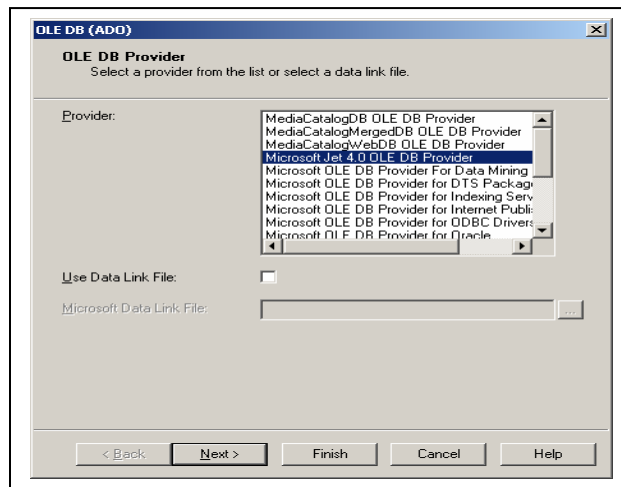 OLE DB (ADO)
OLE DB Provider
Select a provider from the list or select a data link file.
Provider:
MediaCatalogDB OLE DB Provider
MediaCatalogMergedDB OLE DB Provider
MediaCatalogWebDB OLE DB Provider
Microsoft Jet 4.0 OLE DB Provider
Microsoft OLE DB Provider For Data Mining
Microsoft OLE DB Provider for DTS Package
Microsoft OLE DB Provider for Indexing Serv
Microsoft OLE DB Provider for Internet Publi
Microsoft OLE DB Provider for ODBC Drivers
Microsoft OLE DB Provider for Oracle
Use Data Link File:
Microsoft Data Link File:
...
< Back Next > Finish Cancel Help